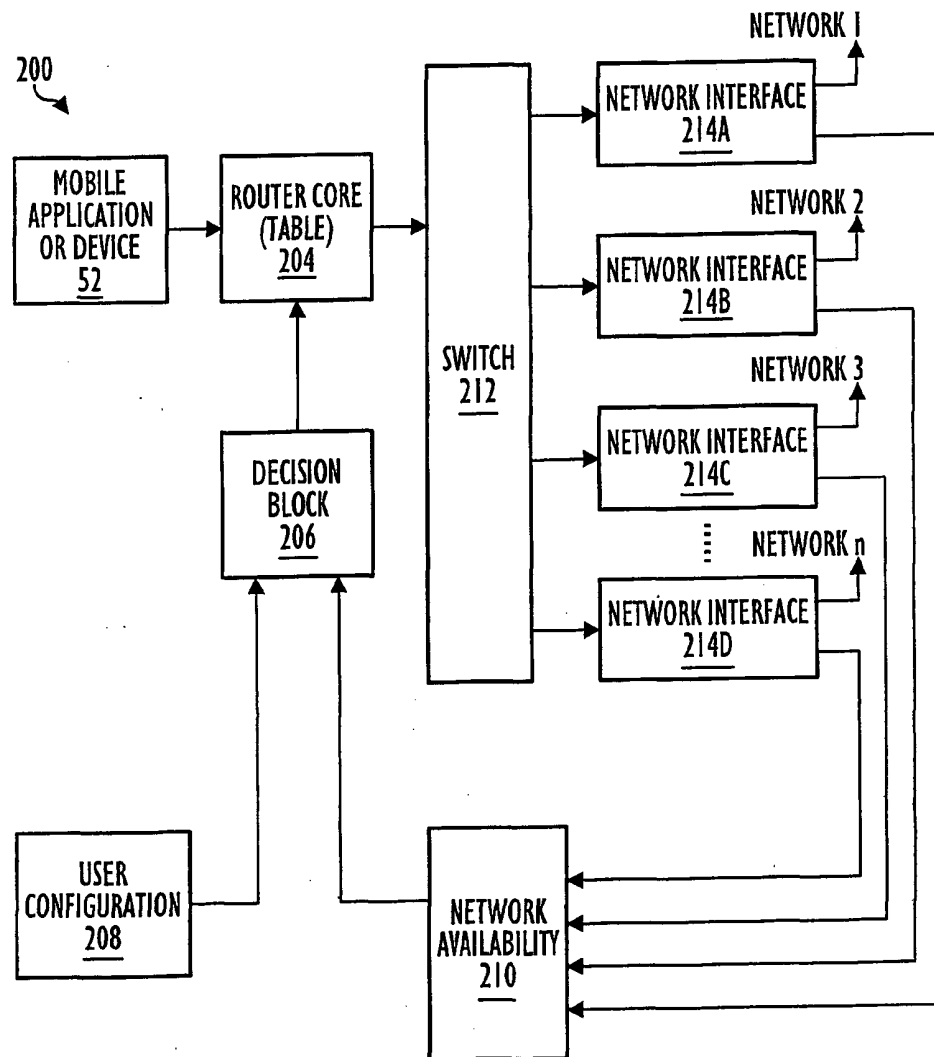 NETWORK 1
200
NETWORK INTERFACE
214A
MOBILE
APPLICATION
OR DEVICE
52
ROUTER CORE
(TABLE)
204
NETWORK 2
NETWORK INTERFACE
214B
SWITCH
212
NETWORK 3
NETWORK INTERFACE
214C
DECISION
BLOCK
206
NETWORK n
NETWORK INTERFACE
214D
USER
CONFIGURATION
208
NETWORK
AVAILABILITY
210